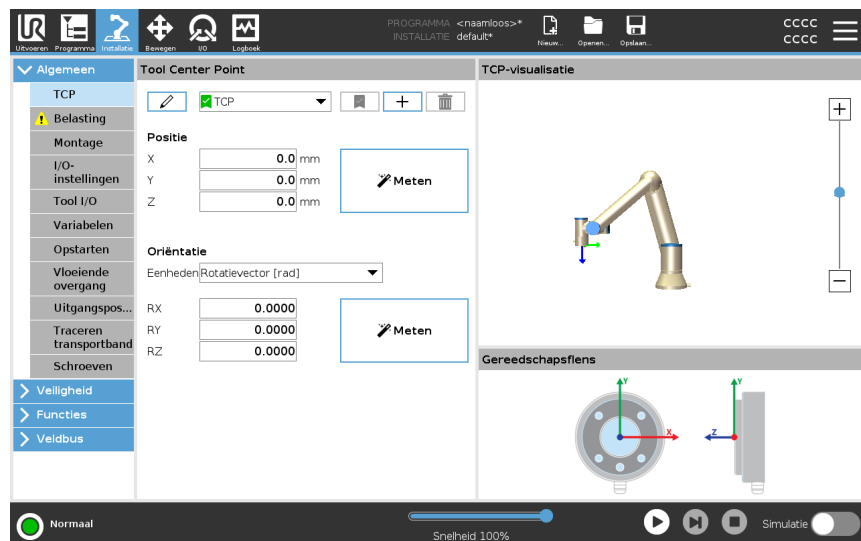 PROGRAMMA <naamloos>*
INSTALLATIE default*
Uitvoeren Programma Installatie Bewegen I/O Logboek Nieuw... Openen... Opslaan...
CCCC
CCCC
Algemeen
TCP
Belasting
Montage
I/O-
instellingen
Tool I/O
Variabelen
Opstarten
Vloeiende
overgang
Uitgangspos...
Traceren
transportband
Schroeven
Veiligheid
Functies
Veldbus
Tool Center Point
TCP
Positie
X 0.0 mm
Y 0.0 mm
Z 0.0 mm
Meten
Oriëntatie
Eenheden Rotatievector [rad]
RX 0.0000
RY 0.0000
RZ 0.0000
Meten
TCP-visualisatie
Gereedschapsflens
Y
X
Y
Z
Normaal
Snelheid 100%
Simulatie